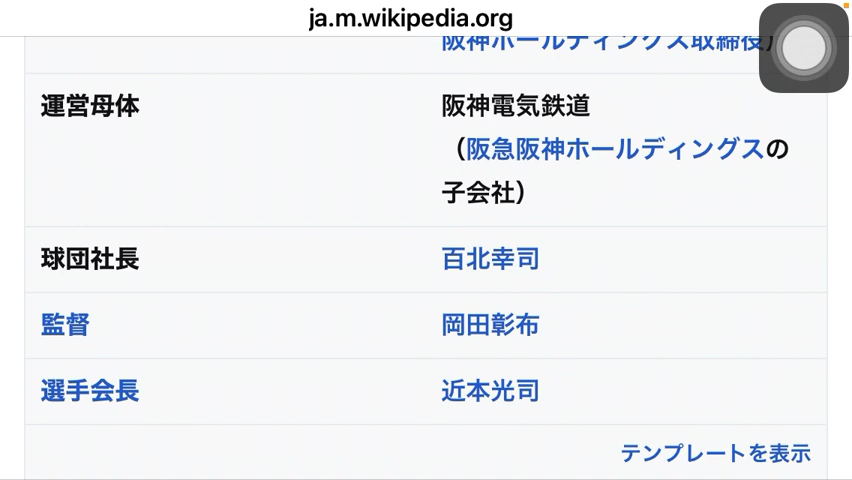 ja.m.wikipedia.org
阪神ホールディングス取締役）
運営母体
阪神電気鉄道
（阪急阪神ホールディングスの
子会社）
球団社長
百北幸司
監督
岡田彰布
選手会長
近本光司
テンプレートを表示